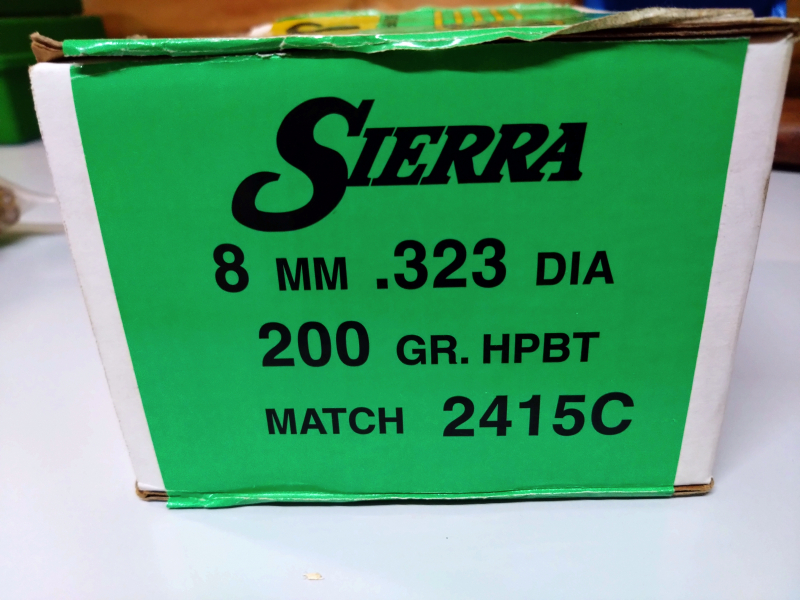 SIERRA
8 MM .323 DIA
200 GR. HPBT
MATCH 2415C